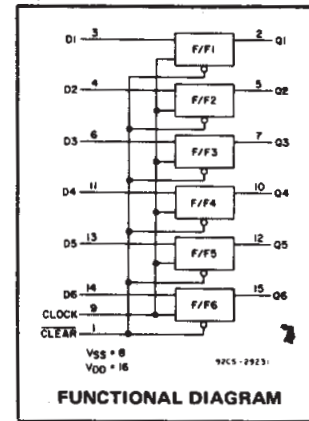 D1 3 F/F1 2 Q1
D2 4 F/F2 5 Q2
D3 6 F/F3 7 Q3
D4 11 F/F4 10 Q4
D5 13 F/F5 12 Q5
D6 14 F/F6 15 Q6
CLOCK 9
CLEAR 1
VSS = 8
VDD = 16
92CS-29231
FUNCTIONAL DIAGRAM